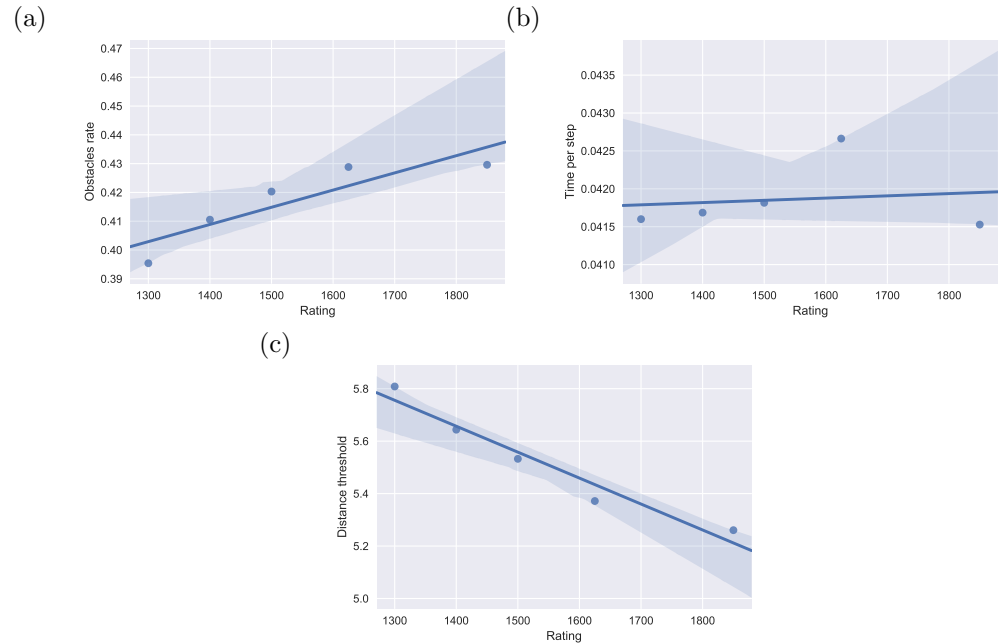 (a)
0.47
0.46
0.45
0.44
0.43
0.42
0.41
0.40
0.39
Obstacles rate
1300 1400 1500 1600 1700 1800
Rating
(b)
0.0435
0.0430
0.0425
0.0420
0.0415
0.0410
Time per step
1300 1400 1500 1600 1700 1800
Rating
(c)
5.8
5.6
5.4
5.2
5.0
Distance threshold
1300 1400 1500 1600 1700 1800
Rating